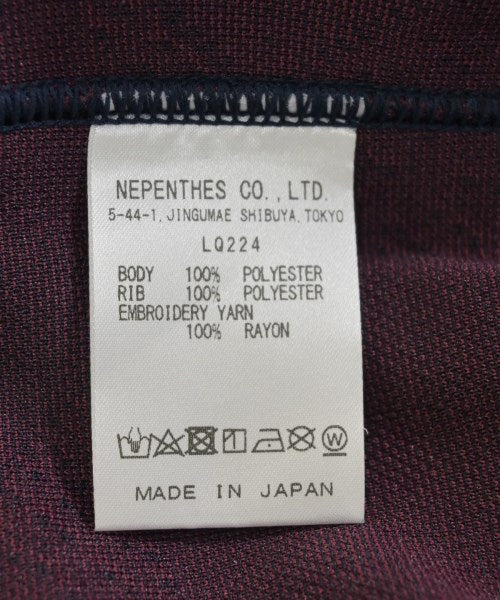 NEPENTHES CO.,LTD.
5-44-1, JINGUMAE SHIBUYA, TOKYO
LQ224
BODY 100% POLYESTER
RIB 100% POLYESTER
EMBROIDERY YARN
100% RAYON
W
MADE IN JAPAN